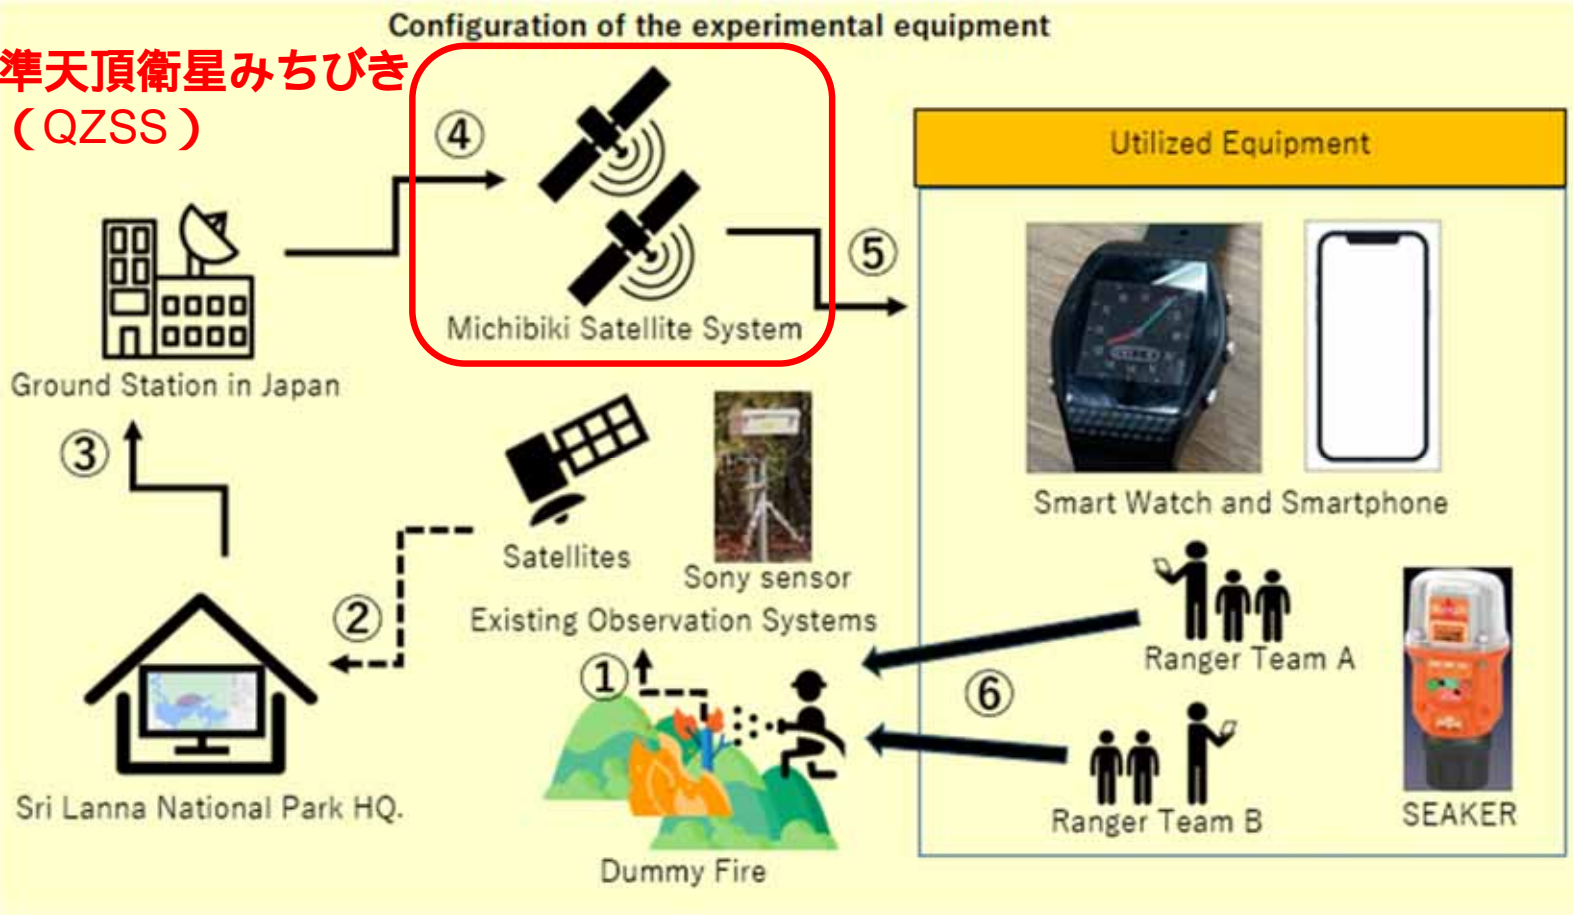 Configuration of the experimental equipment
準天頂衛星みちびき
（QZSS）
④
Utilized Equipment
⑤
Michibiki Satellite System
Ground Station in Japan
③
Smart Watch and Smartphone
Satellites
Sony sensor
②
Existing Observation Systems
①
Ranger Team A
⑥
Sri Lanna National Park HQ.
Ranger Team B
SEAKER
Dummy Fire